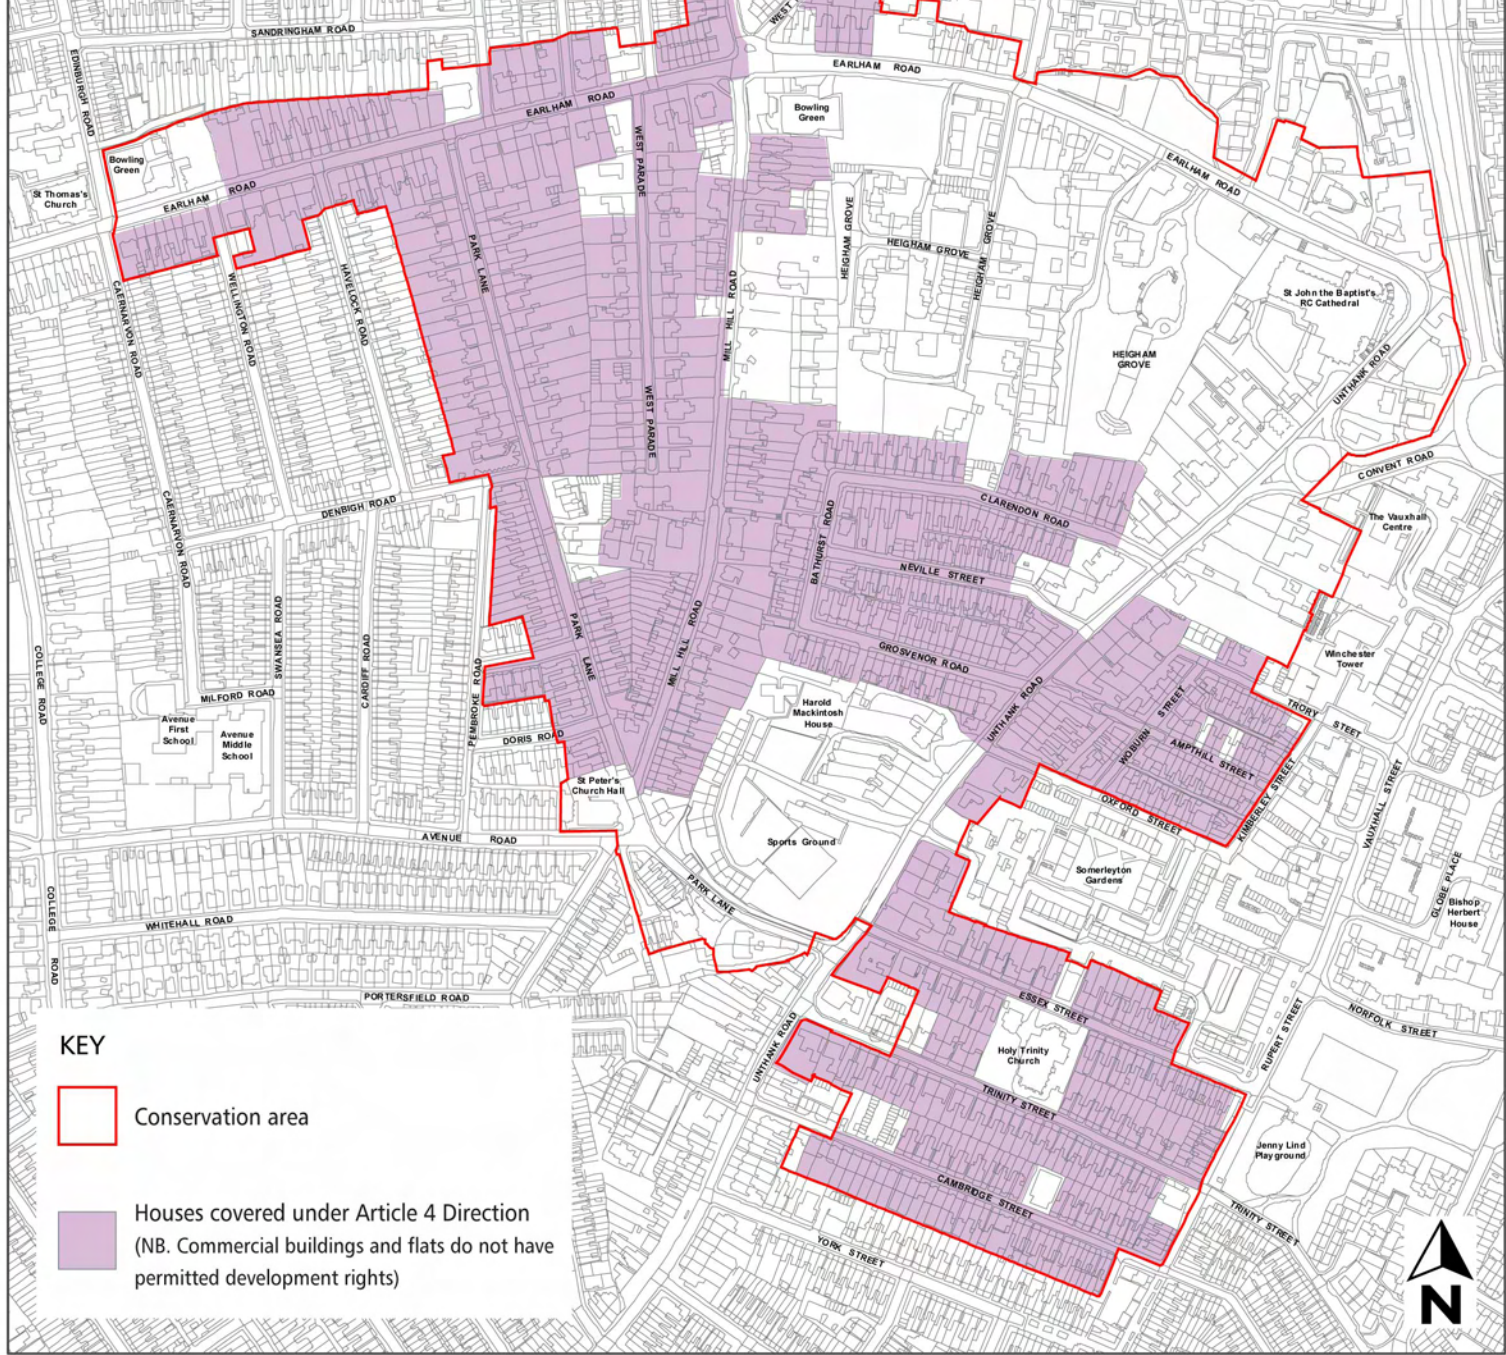 SANDRINGHAM ROAD
WEST
EDINBURGH ROAD
EARLHAM ROAD
Bowling
Green
EARLHAM ROAD
WEST PARADE
Bowling
Green
St Thomas's
Church
EARLHAM ROAD
EARLHAM ROAD
HEIGHAM GROVE
HEIGHAM GROVE
HEIGHAM GROVE
PARK LANE
MILL HILL ROAD
CAERNARVON ROAD
WELLINGTON ROAD
HAVELOCK ROAD
St John the Baptist's
RC Cathedral
HEIGHAM
GROVE
UNTHANK ROAD
WEST PARADE
CONVENT ROAD
CAERNARVON ROAD
DENBIGH ROAD
BATHURST ROAD
CLARENDON ROAD
The Vauxhall
Centre
NEVILLE STREET
SWANSEA ROAD
CARDIFF ROAD
PARK LANE
MILL HILL ROAD
GROSVENOR ROAD
COLLEGE ROAD
PEMBROKE ROAD
Winchester
Tower
MILFORD ROAD
UNTHANK ROAD
WOBURN STREET
TRORY STEET
Avenue
First
School
Avenue
Middle
School
DORIS ROAD
Harold
Mackintosh
House
AMPTHILL STREET
St Peter's
Church Hall
OXFORD STREET
KIMBERLEY STREET
VAUXHALL STREET
AVENUE ROAD
Sports Ground
Somerleyton
Gardens
GLOBE PLACE
Bishop
Herbert
House
COLLEGE ROAD
WHITEHALL ROAD
PARK LANE
PORTERSFIELD ROAD
ESSEX STREET
NORFOLK STREET
RUPERT STREET
UNTHANK ROAD
Holy Trinity
Church
TRINITY STREET
Jenny Lind
Playground
CAMBRIDGE STREET
TRINITY STREET
YORK STREET
KEY
Conservation area
Houses covered under Article 4 Direction
(NB. Commercial buildings and flats do not have
permitted development rights)
N